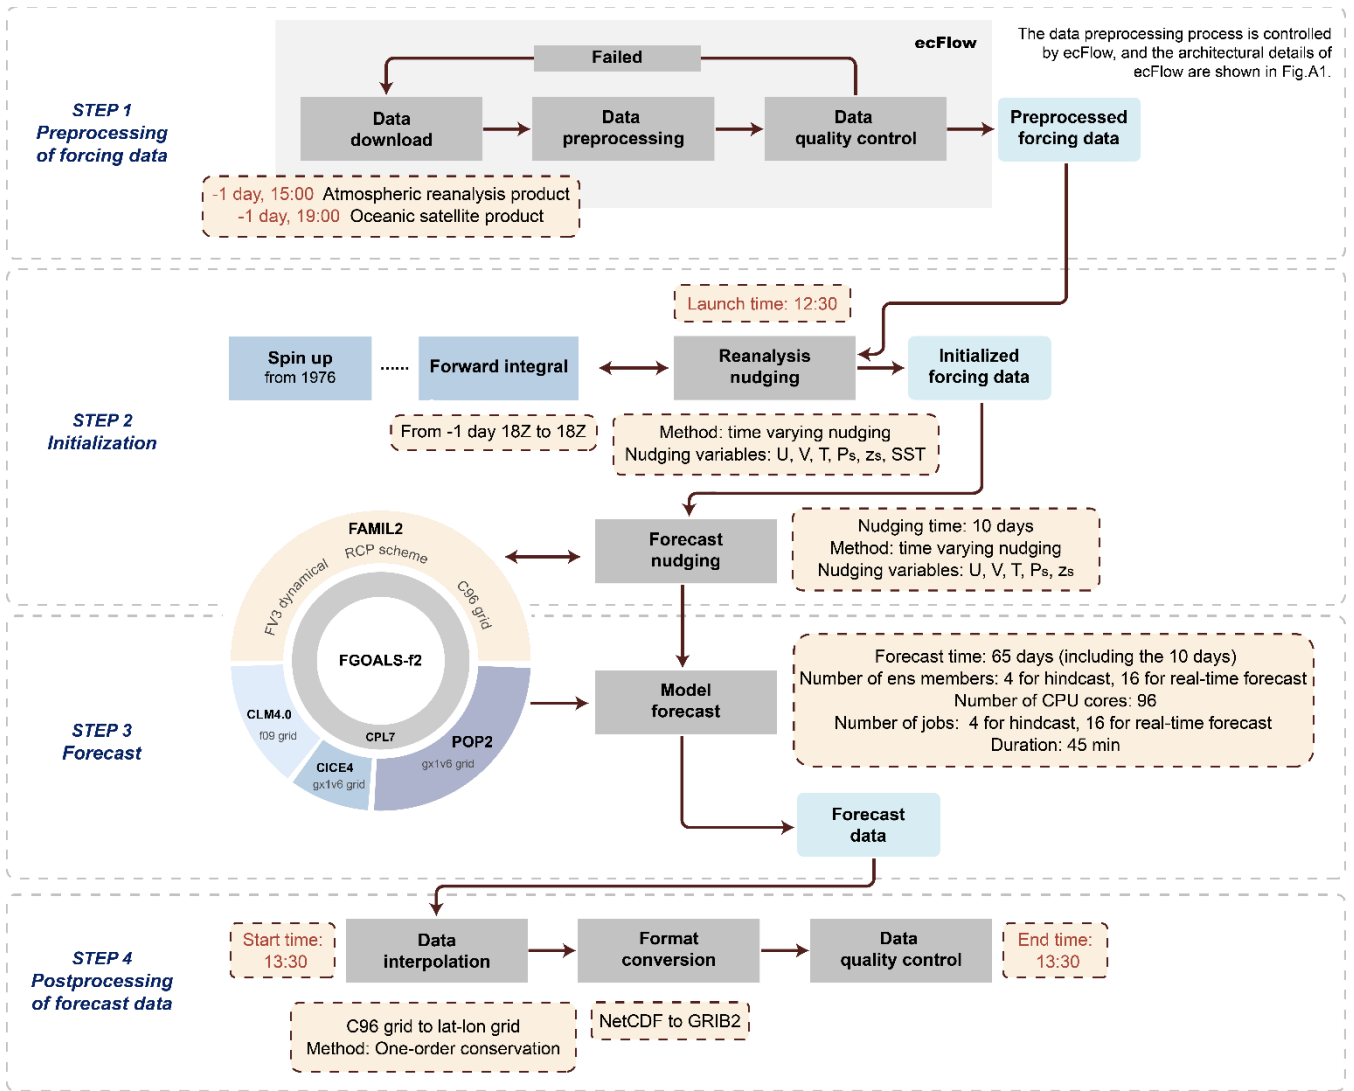 ecFlow
The data preprocessing process is controlled
by ecFlow, and the architectural details of
ecFlow are shown in Fig.A1.
Failed
STEP 1
Preprocessing
of forcing data
Data
download
Data
preprocessing
Data
quality control
Preprocessed
forcing data
-1 day, 15:00 Atmospheric reanalysis product
-1 day, 19:00 Oceanic satellite product
Launch time: 12:30
STEP 2
Initialization
Spin up
from 1976
......
Forward integral
Reanalysis
nudging
Initialized
forcing data
From -1 day 18Z to 18Z
Method: time varying nudging
Nudging variables: U, V, T, Ps, zs, SST
Forecast
nudging
Nudging time: 10 days
Method: time varying nudging
Nudging variables: U, V, T, Ps, zs
FAMIL2
FV3 dynamical
RCP scheme
C96 grid
FGOALS-f2
CLM4.0
f09 grid
CPL7
CICE4
gx1v6 grid
POP2
gx1v6 grid
STEP 3
Forecast
Model
forecast
Forecast time: 65 days (including the 10 days)
Number of ens members: 4 for hindcast, 16 for real-time forecast
Number of CPU cores: 96
Number of jobs: 4 for hindcast, 16 for real-time forecast
Duration: 45 min
Forecast
data
STEP 4
Postprocessing
of forecast data
Start time:
13:30
Data
interpolation
Format
conversion
Data
quality control
End time:
13:30
C96 grid to lat-lon grid
Method: One-order conservation
NetCDF to GRIB2